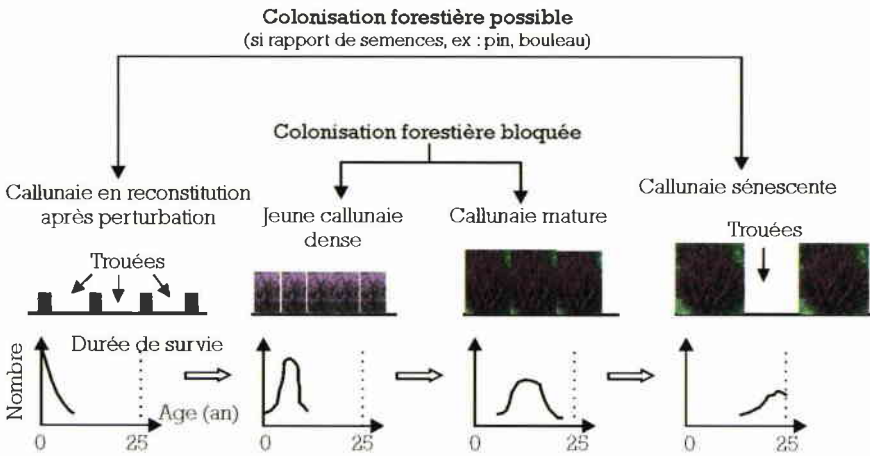 Colonisation forestière possible
(si rapport de semences, ex : pin, bouleau)
Colonisation forestière bloquée
Callunaie en reconstitution
après perturbation
Jeune callunaie
dense
Callunaie mature
Callunaie sénescente
Trouées
Trouées
Nombre
Durée de survie
Age (an)
0 25
0 25
0 25
0 25